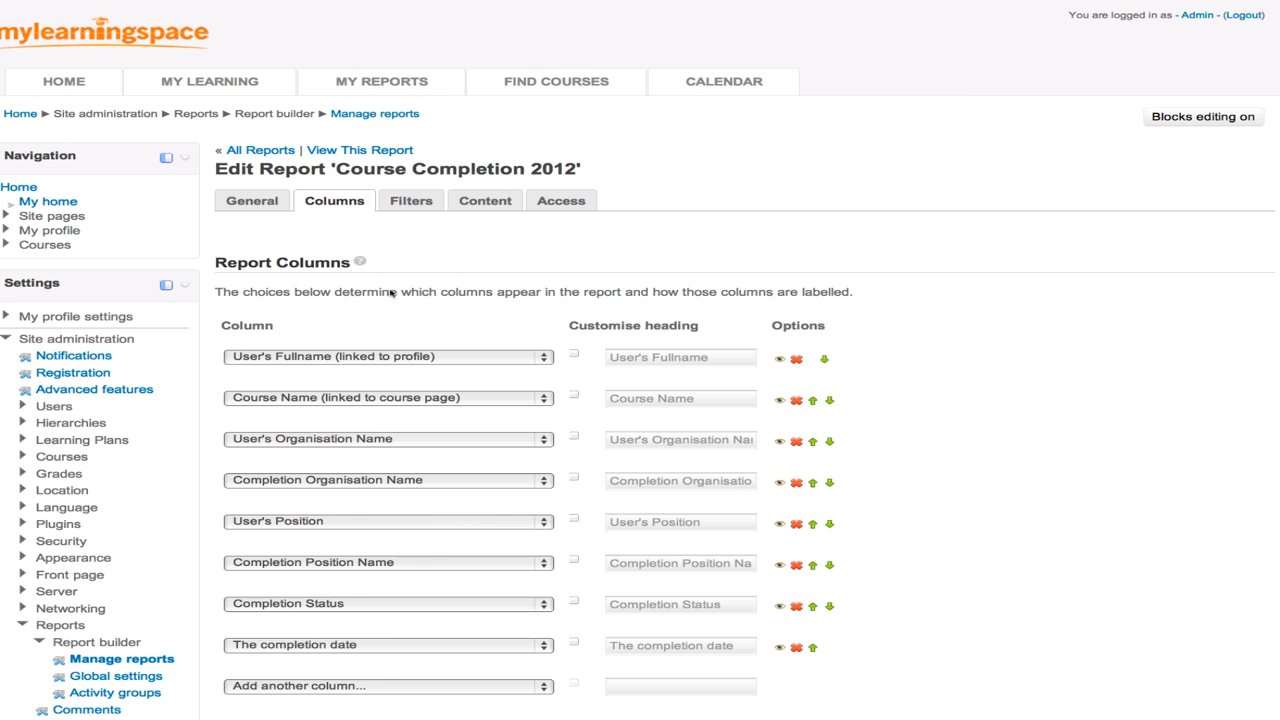 You are logged in as - Admin - (Logout)
mylearningspace
HOME MY LEARNING MY REPORTS FIND COURSES CALENDAR
Home ► Site administration ► Reports ► Report builder ► Manage reports
Blocks editing on
Navigation
Home
My home
Site pages
My profile
Courses
Settings
My profile settings
Site administration
Notifications
Registration
Advanced features
Users
Hierarchies
Learning Plans
Courses
Grades
Location
Language
Plugins
Security
Appearance
Front page
Server
Networking
Reports
Report builder
Manage reports
Global settings
Activity groups
Comments
« All Reports | View This Report
Edit Report 'Course Completion 2012'
General Columns Filters Content Access
Report Columns
The choices below determine which columns appear in the report and how those columns are labelled.
Column Customise heading Options
User's Fullname (linked to profile) User's Fullname
Course Name (linked to course page) Course Name
User's Organisation Name User's Organisation Nai
Completion Organisation Name Completion Organisatio
User's Position User's Position
Completion Position Name Completion Position Na
Completion Status Completion Status
The completion date The completion date
Add another column...